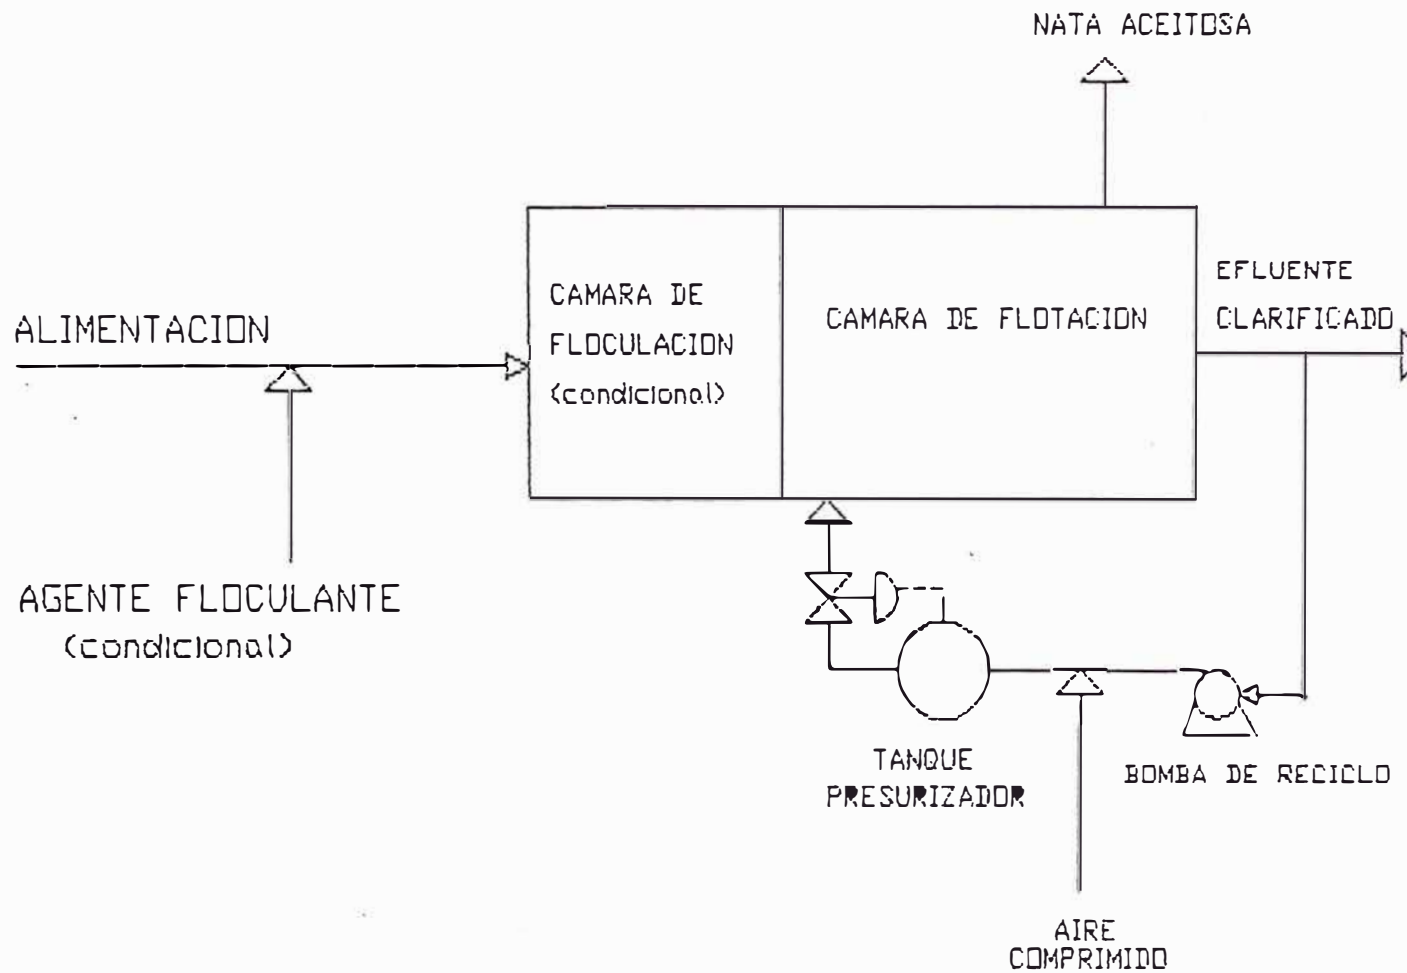 NATA ACEITOSA
EFLUENTE
CLARIFICADO
CAMARA DE
FLOCULACION
(condicional)
CAMARA DE FLOTACION
ALIMENTACION
AGENTE FLOCULANTE
(condicional)
TANQUE
PRESURIZADOR
BOMBA DE RECICLO
AIRE
COMPRIMIDO